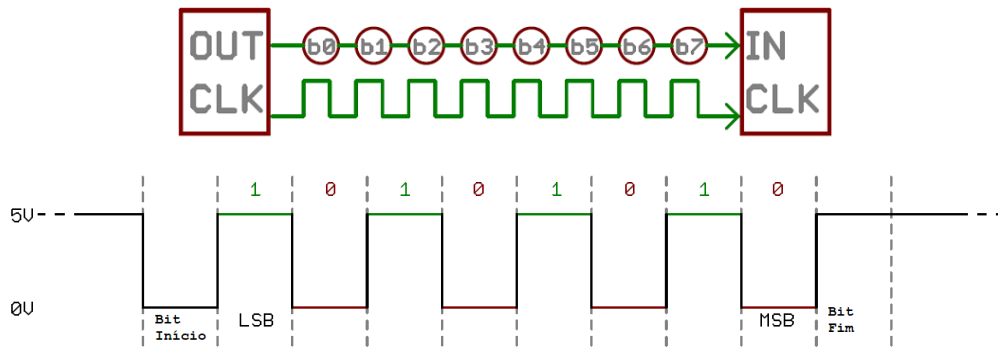 OUT b0 b1 b2 b3 b4 b5 b6 b7 IN
CLK CLK
1 0 1 0 1 0 1 0
5V
0V
Bit Início
LSB
MSB
Bit Fim